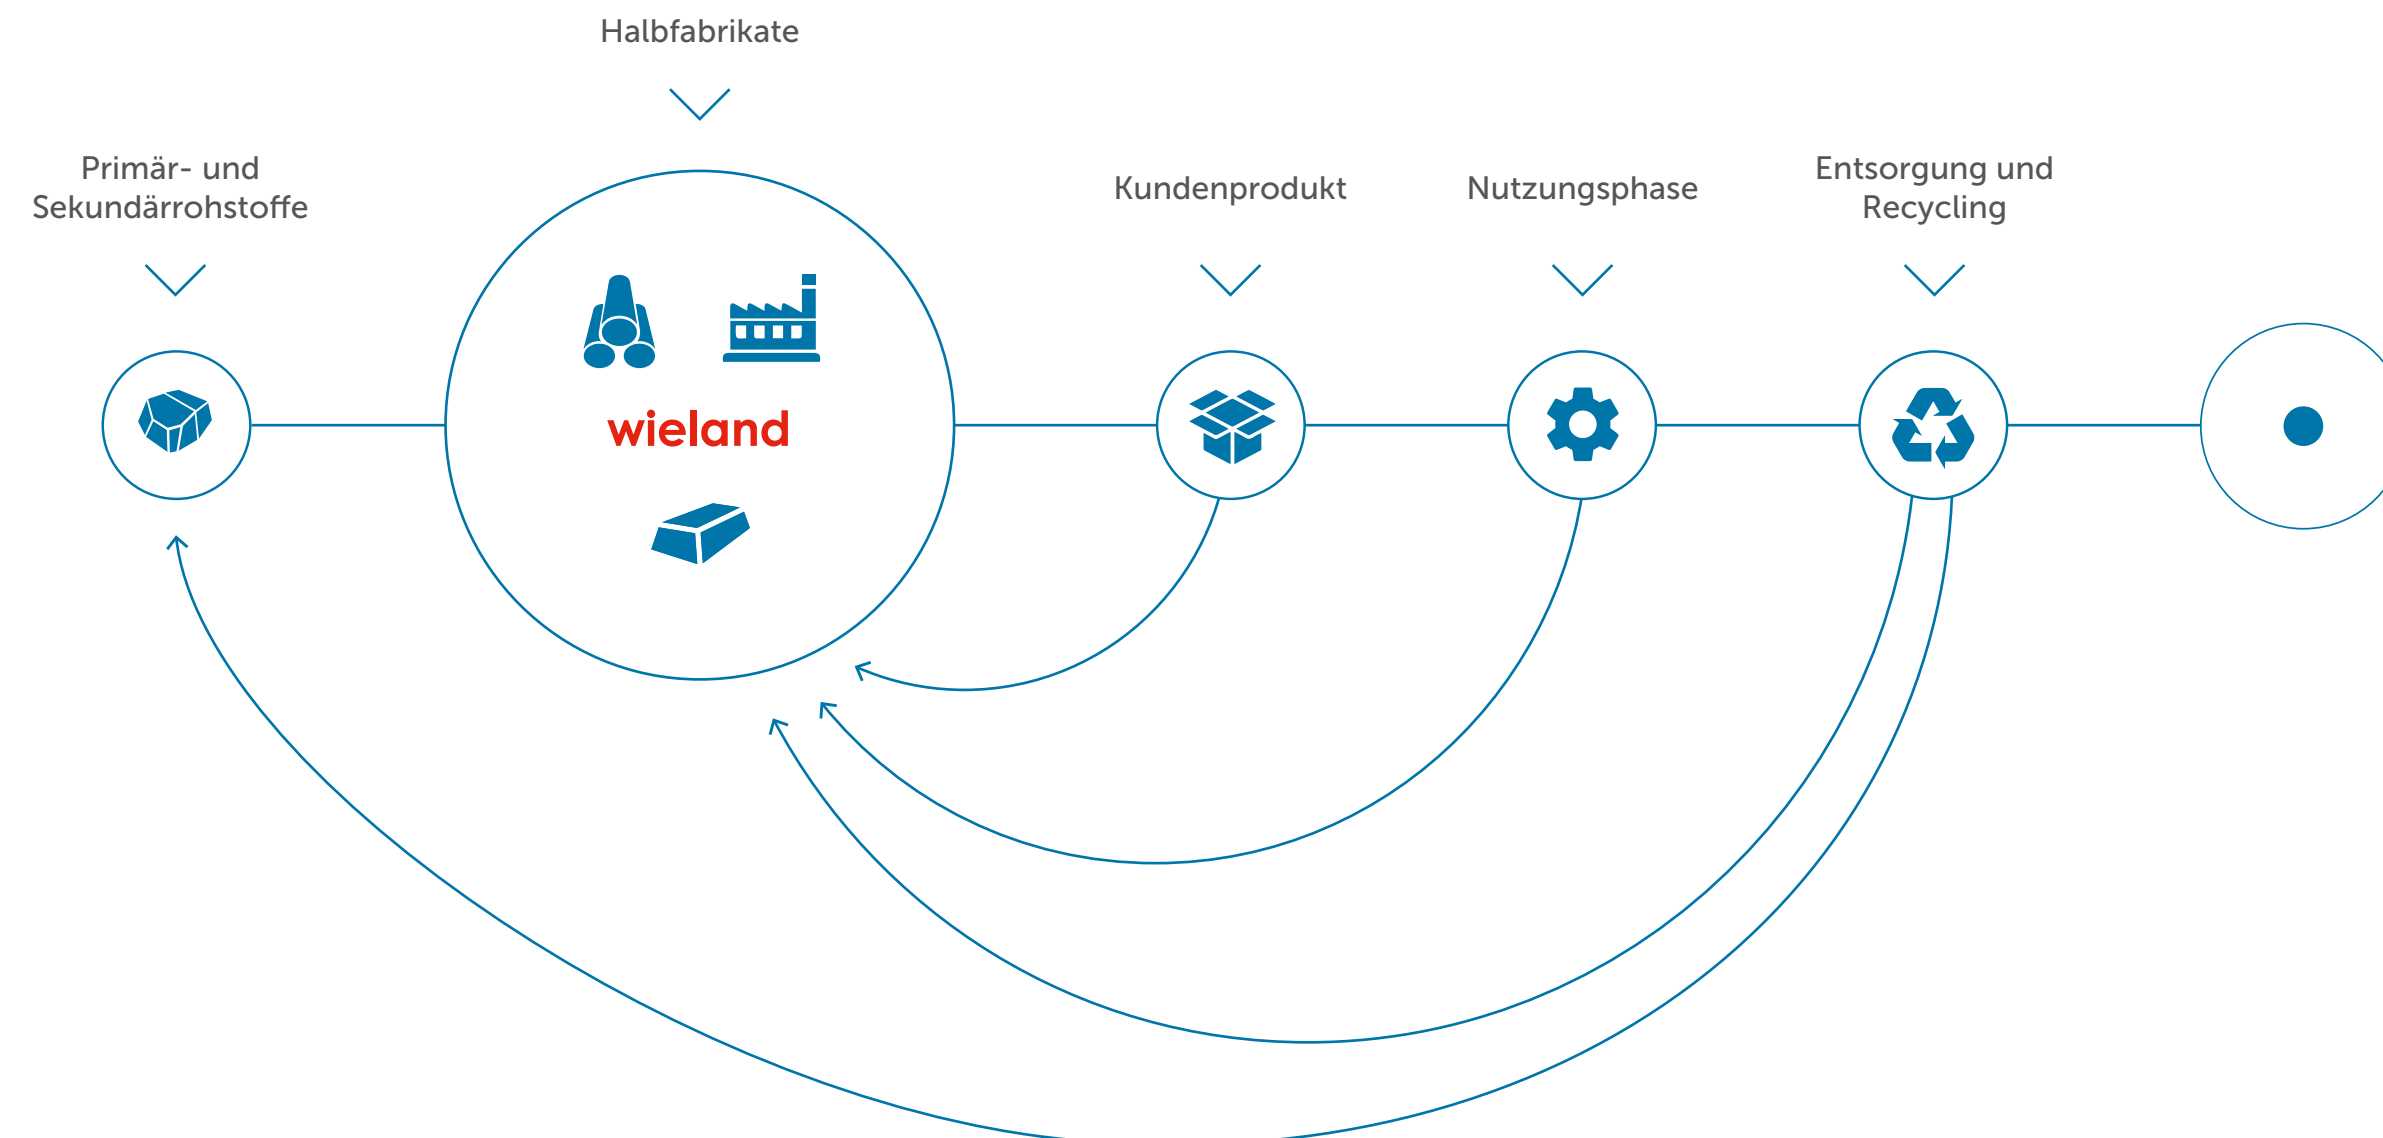 Halbfabrikate
Primär- und
Sekundärrohstoffe
Kundenprodukt
Nutzungsphase
Entsorgung und
Recycling
wieland